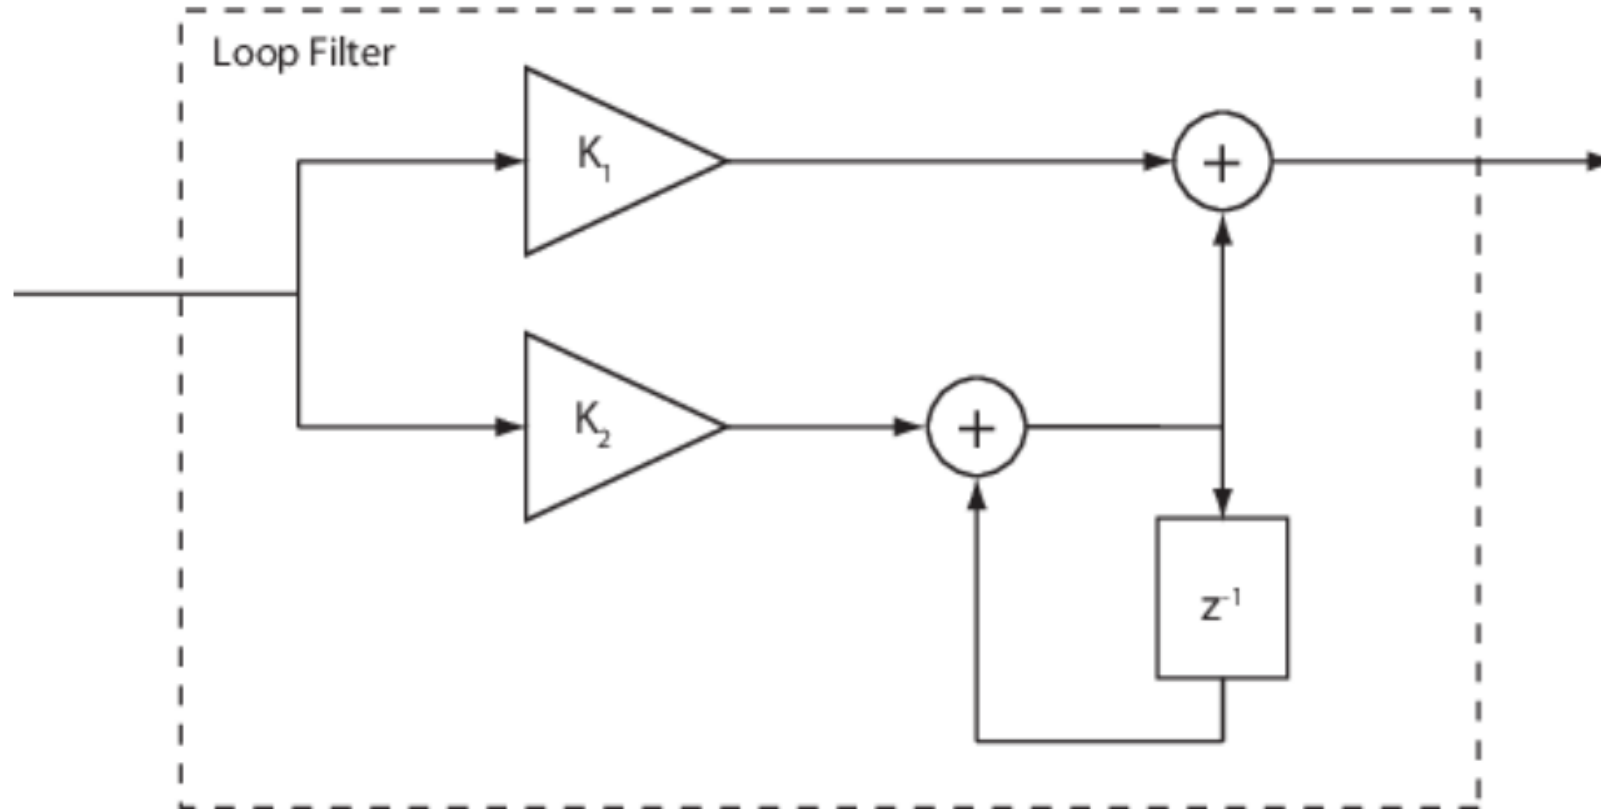 Loop Filter
K₁
+
K₂
+
z⁻¹